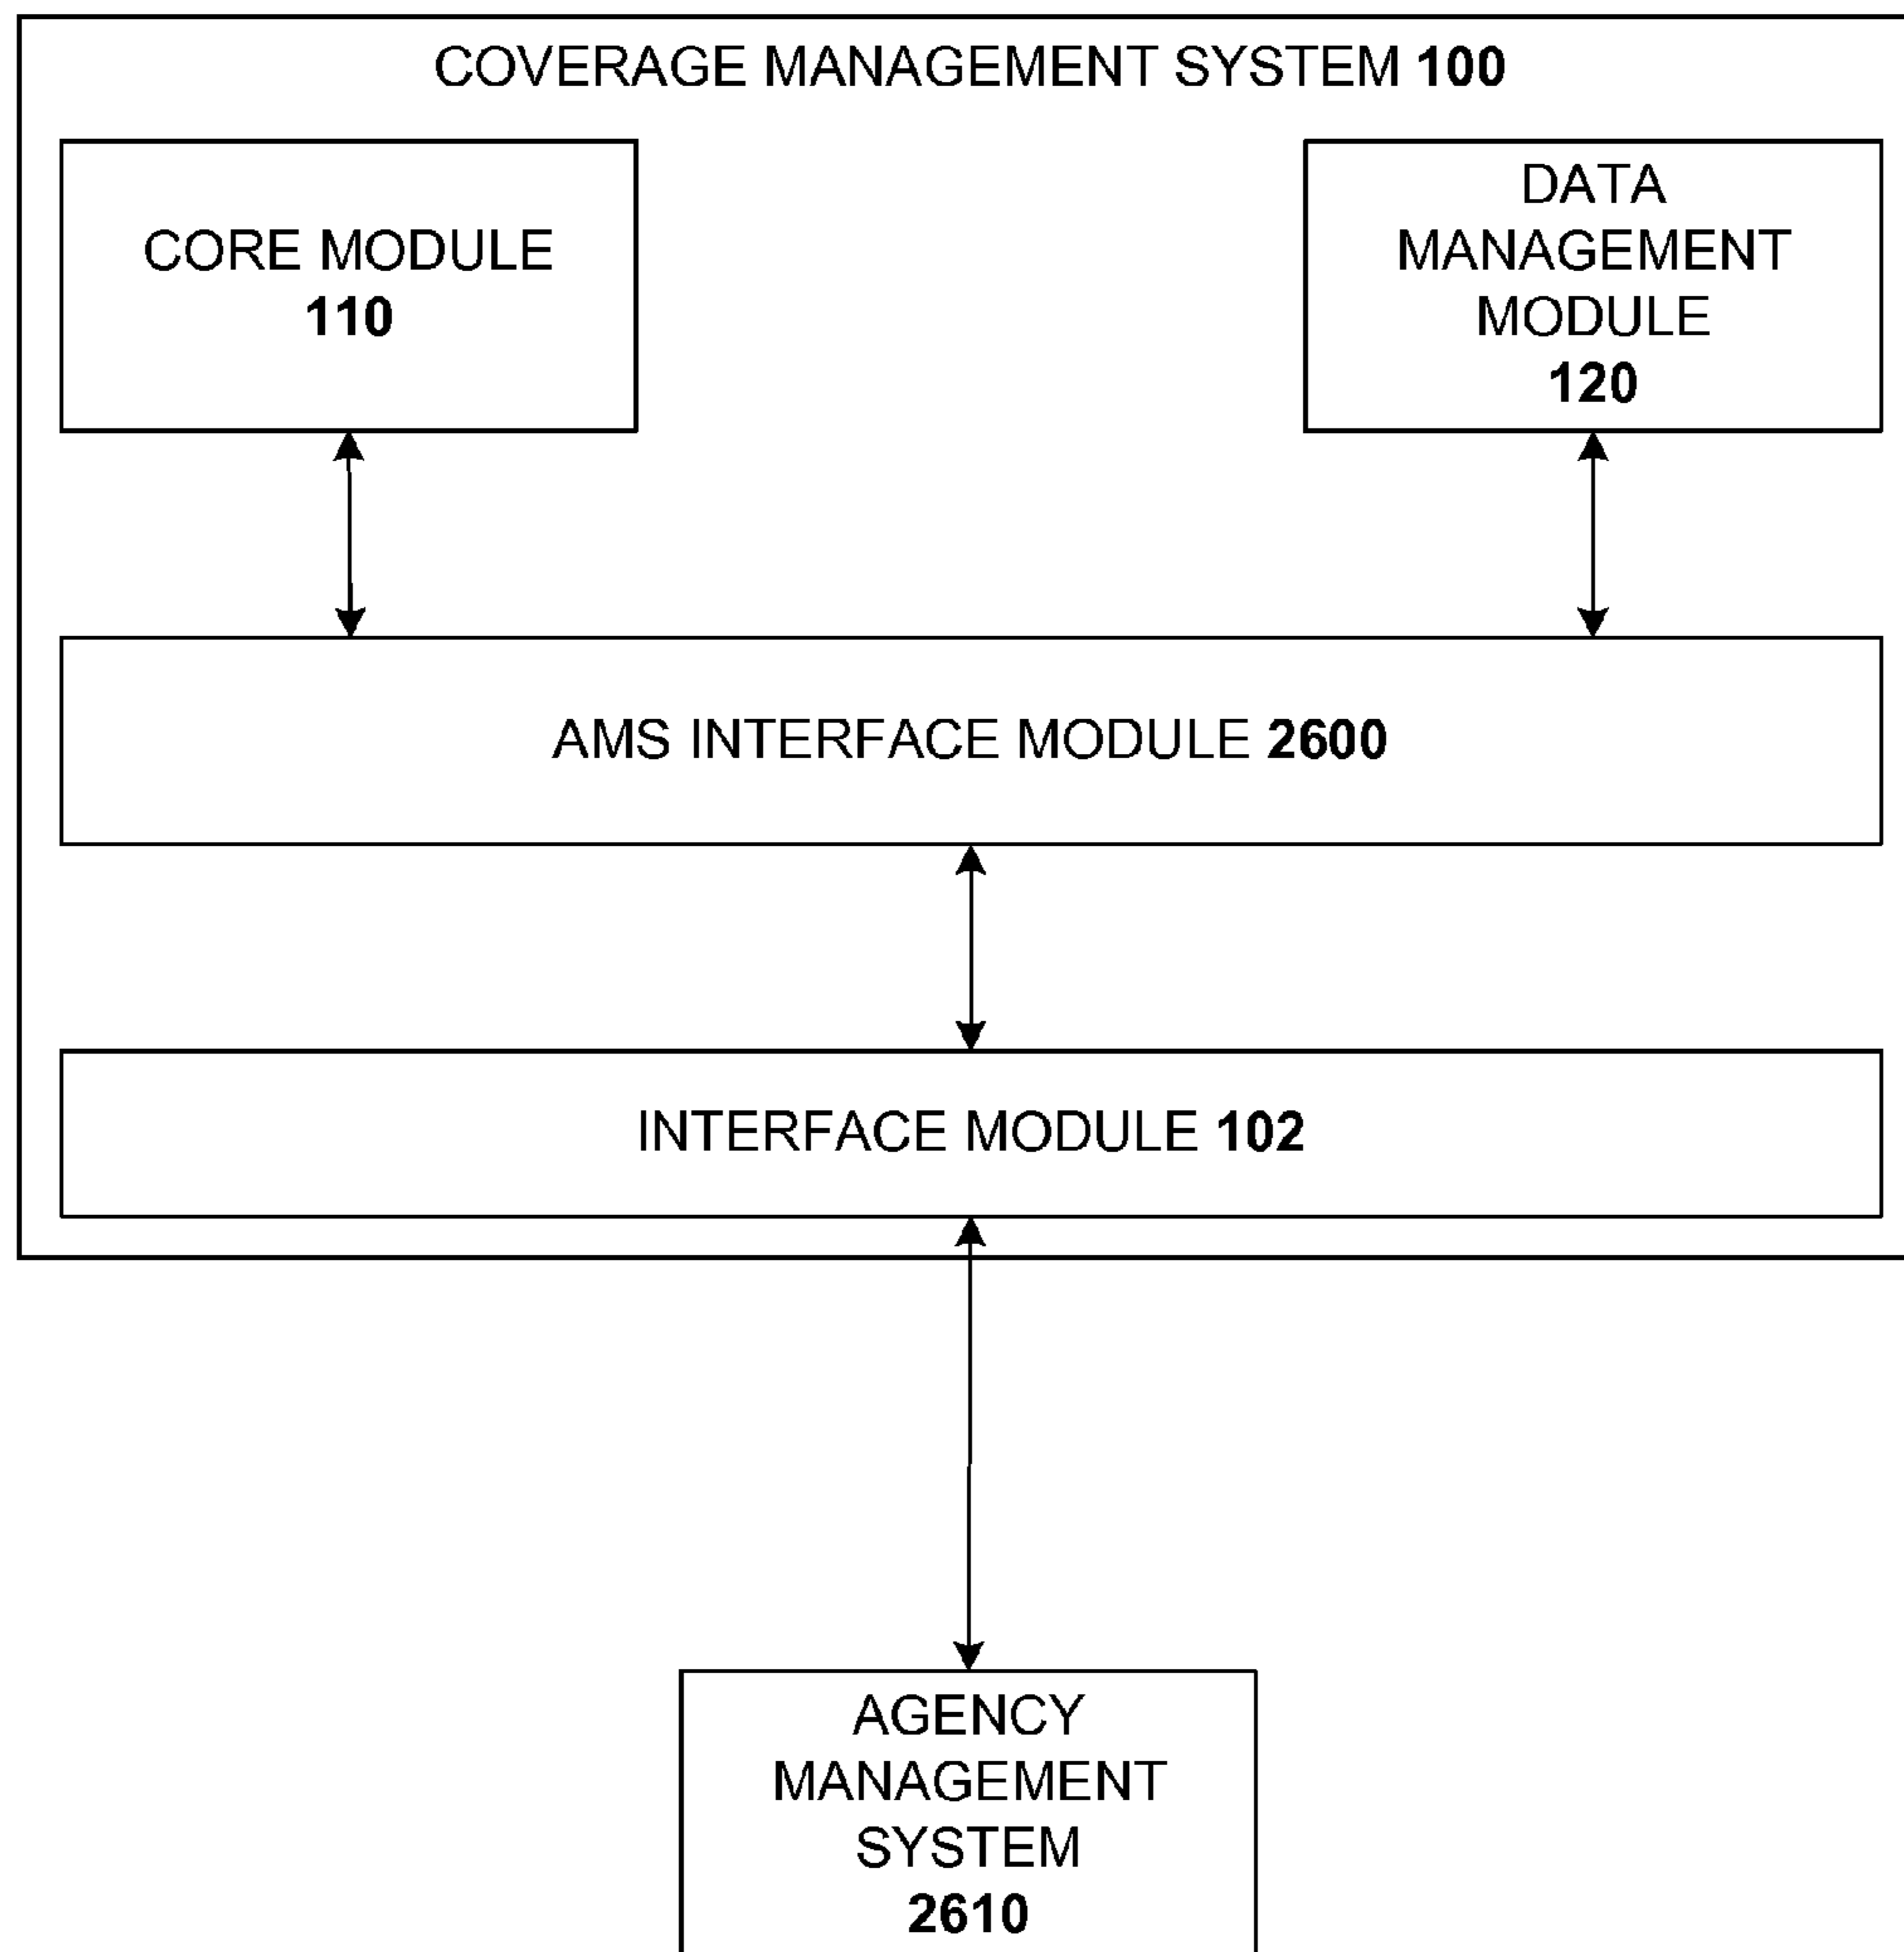 COVERAGE MANAGEMENT SYSTEM 100
CORE MODULE
110
DATA
MANAGEMENT
MODULE
120
AMS INTERFACE MODULE 2600
INTERFACE MODULE 102
AGENCY
MANAGEMENT
SYSTEM
2610